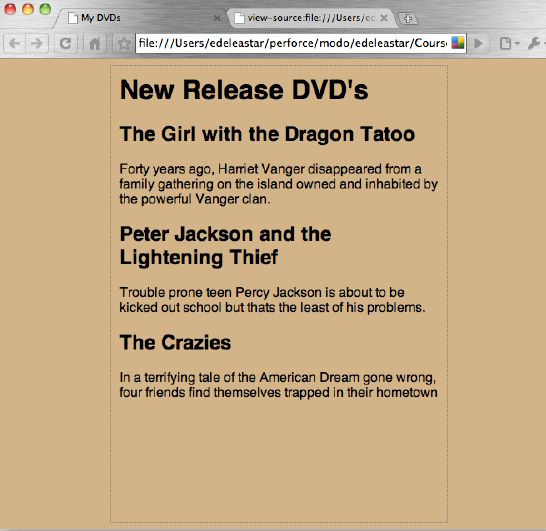 My DVDs
view-source:file:///Users/ed
file:///Users/edeleastar/perforce/modo/edeleastar/Cours
New Release DVD's
The Girl with the Dragon Tatoo
Forty years ago, Harriet Vanger disappeared from a
family gathering on the island owned and inhabited by
the powerful Vanger clan.
Peter Jackson and the
Lightening Thief
Trouble prone teen Percy Jackson is about to be
kicked out school but thats the least of his problems.
The Crazies
In a terrifying tale of the American Dream gone wrong,
four friends find themselves trapped in their hometown